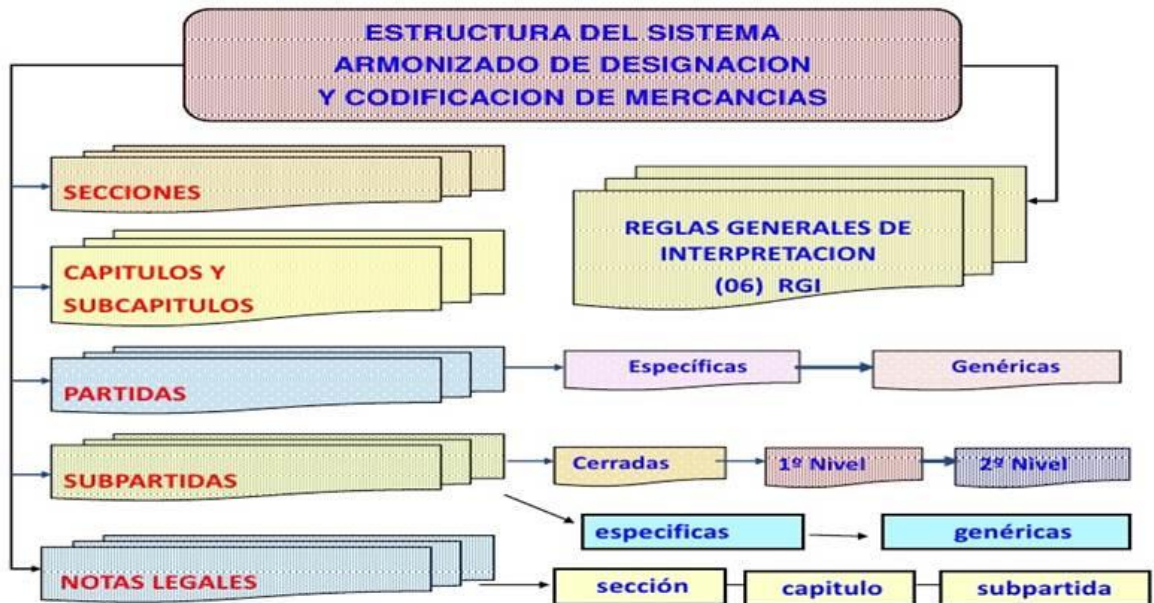 ESTRUCTURA DEL SISTEMA
ARMONIZADO DE DESIGNACION
Y CODIFICACION DE MERCANCIAS
SECCIONES
REGLAS GENERALES DE
INTERPRETACION
(06) RGI
CAPITULOS Y
SUBCAPITULOS
PARTIDAS
Específicas
Genéricas
SUBPARTIDAS
Cerradas
1º Nivel
2º Nivel
especificas
genéricas
NOTAS LEGALES
sección
capitulo
subpartida